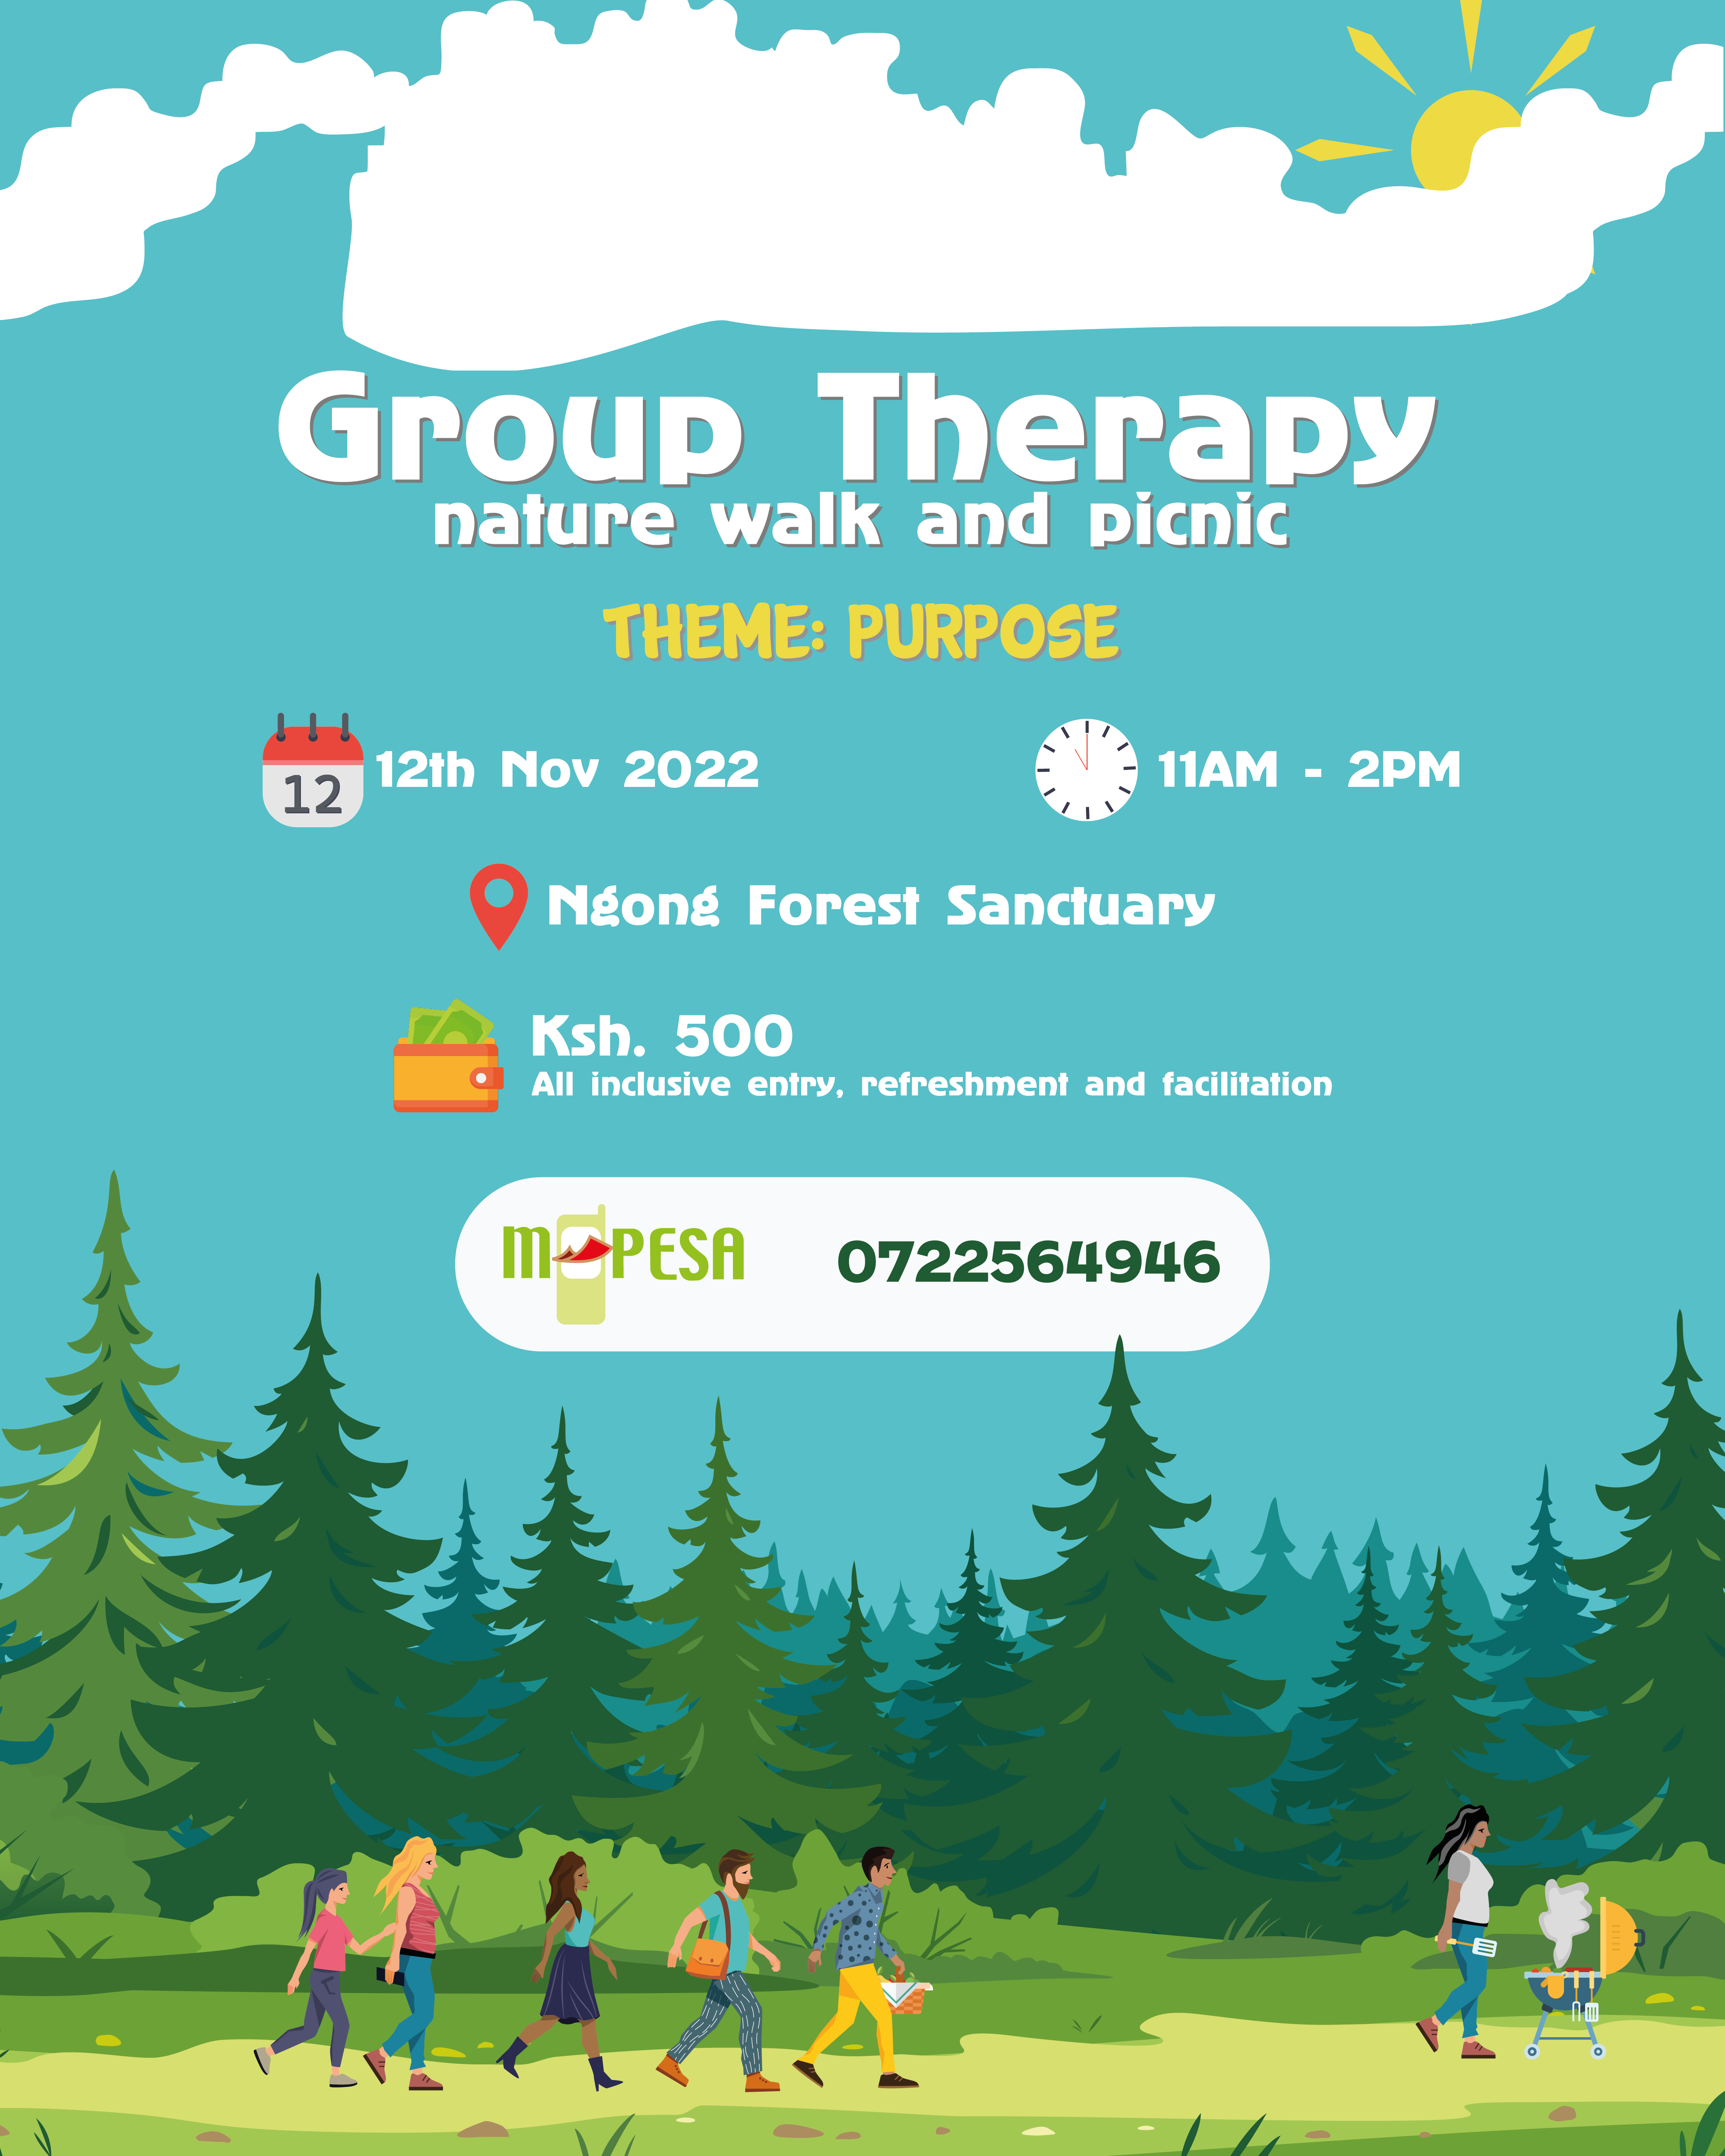 Group Therapy
nature walk and picnic
THEME: PURPOSE
12
12th Nov 2022
11AM - 2PM
Ngong Forest Sanctuary
Ksh. 500
All inclusive entry, refreshment and facilitation
M PESA
0722564946